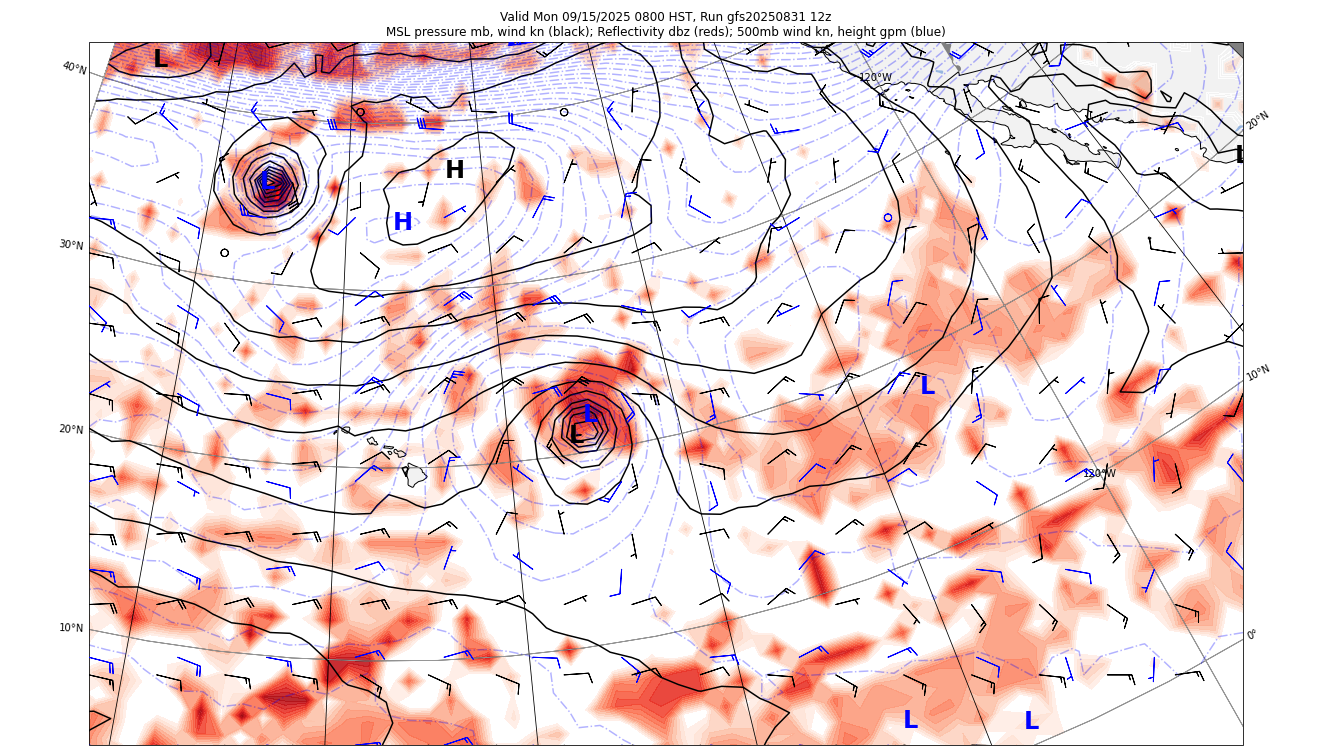 Valid Mon 09/15/2025 0800 HST, Run gfs20250831 12z
MSL pressure mb, wind kn (black); Reflectivity dbz (reds); 500mb wind kn, height gpm (blue)
L
40°N
120°W
20°N
H
L
L
H
30°N
10°N
L
L
L
20°N
120°W
10°N
0°
L
L